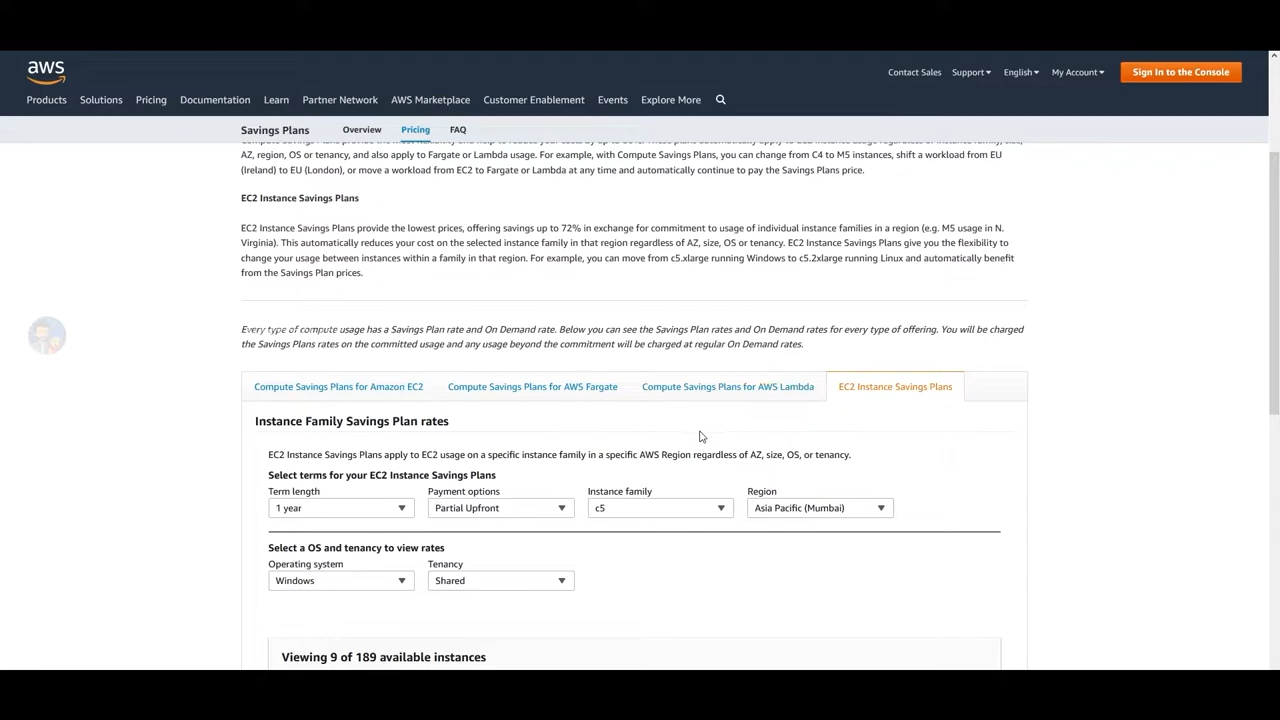 aws
Contact Sales
Support
English
My Account
Sign In to the Console
Products
Solutions
Pricing
Documentation
Learn
Partner Network
AWS Marketplace
Customer Enablement
Events
Explore More
Savings Plans
Overview
Pricing
FAQ
AZ, region, OS or tenancy, and also apply to Fargate or Lambda usage. For example, with Compute Savings Plans, you can change from C4 to M5 instances, shift a workload from EU
(Ireland) to EU (London), or move a workload from EC2 to Fargate or Lambda at any time and automatically continue to pay the Savings Plans price.
EC2 Instance Savings Plans
EC2 Instance Savings Plans provide the lowest prices, offering savings up to 72% in exchange for commitment to usage of individual instance families in a region (e.g. M5 usage in N.
Virginia). This automatically reduces your cost on the selected instance family in that region regardless of AZ, size, OS or tenancy. EC2 Instance Savings Plans give you the flexibility to
change your usage between instances within a family in that region. For example, you can move from c5.xlarge running Windows to c5.2xlarge running Linux and automatically benefit
from the Savings Plan prices.
Every type of compute usage has a Savings Plan rate and On Demand rate. Below you can see the Savings Plan rates and On Demand rates for every type of offering. You will be charged
the Savings Plans rates on the committed usage and any usage beyond the commitment will be charged at regular On Demand rates.
Compute Savings Plans for Amazon EC2
Compute Savings Plans for AWS Fargate
Compute Savings Plans for AWS Lambda
EC2 Instance Savings Plans
Instance Family Savings Plan rates
EC2 Instance Savings Plans apply to EC2 usage on a specific instance family in a specific AWS Region regardless of AZ, size, OS, or tenancy.
Select terms for your EC2 Instance Savings Plans
Term length
Payment options
Instance family
Region
1 year
Partial Upfront
c5
Asia Pacific (Mumbai)
Select a OS and tenancy to view rates
Operating system
Tenancy
Windows
Shared
Viewing 9 of 189 available instances